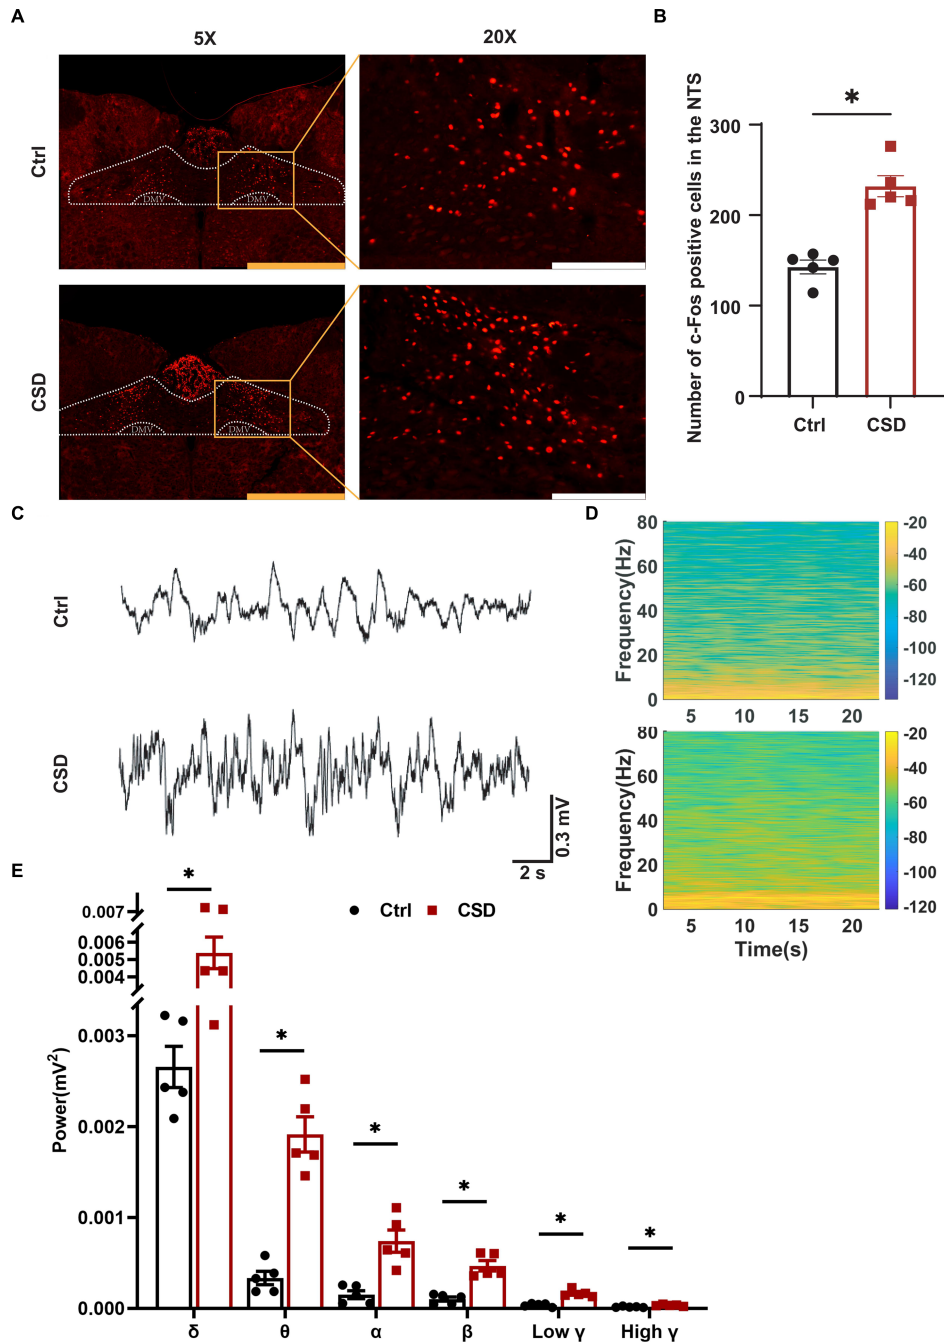 A
5X
20X
Ctrl
DMV
DMV
CSD
DMV
DMV
B
*
Number of c-Fos positive cells in the NTS
300
200
100
0
Ctrl
CSD
C
Ctrl
CSD
0.3 mV
2 s
D
Frequency(Hz)
80
60
40
20
0
5
10
15
20
-20
-40
-60
-80
-100
-120
Frequency(Hz)
80
60
40
20
0
5
10
15
20
Time(s)
-20
-40
-60
-80
-100
-120
E
Ctrl
CSD
Power(mV²)
0.007
0.006
0.005
0.004
0.003
0.002
0.001
0.000
*
*
*
*
*
*
δ
θ
α
β
Low γ
High γ